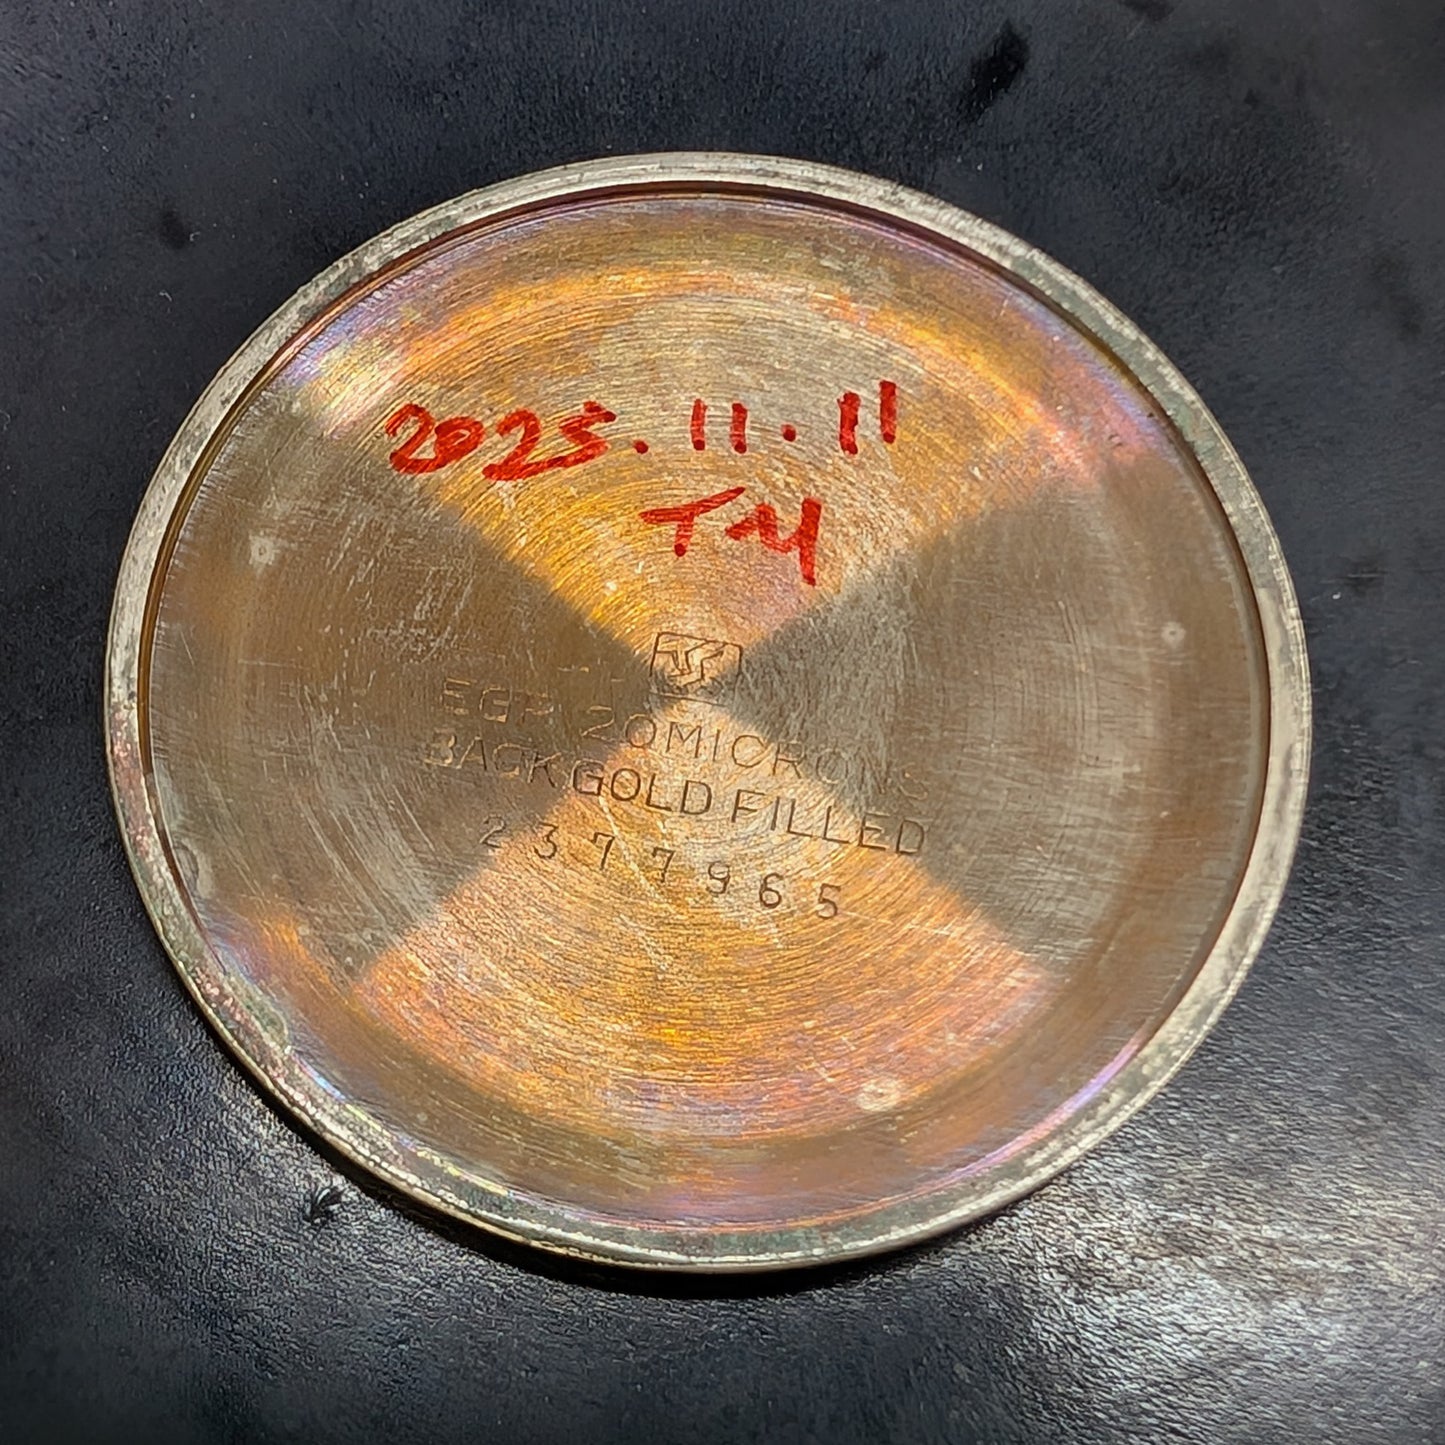 2025.11.11
TM
EGP 20MICRONS
BACK GOLD FILLED
2377965